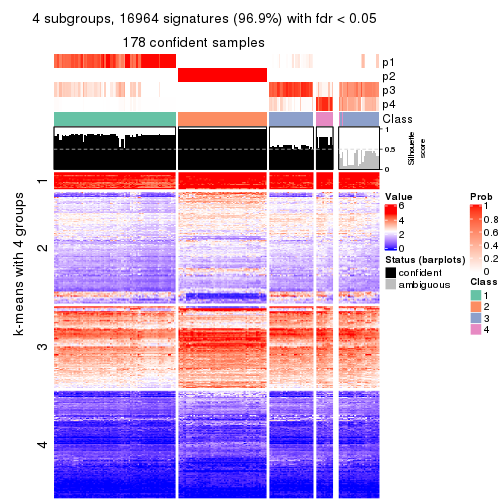 4 subgroups, 16964 signatures (96.9%) with fdr < 0.05
178 confident samples
p1
p2
p3
p4
Class
1
0.5
0
Silhouette
score
k-means with 4 groups
1
2
3
4
Value
6
4
2
0
Status (barplots)
confident
ambiguous
Prob
1
0.8
0.6
0.4
0.2
0
Class
1
2
3
4